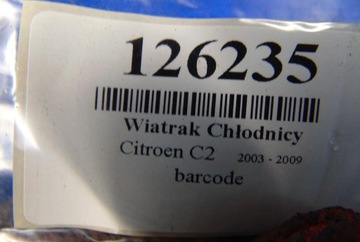 126235
Wiatrak Chlodnicy
Citroen C2 2003 - 2009
barcode